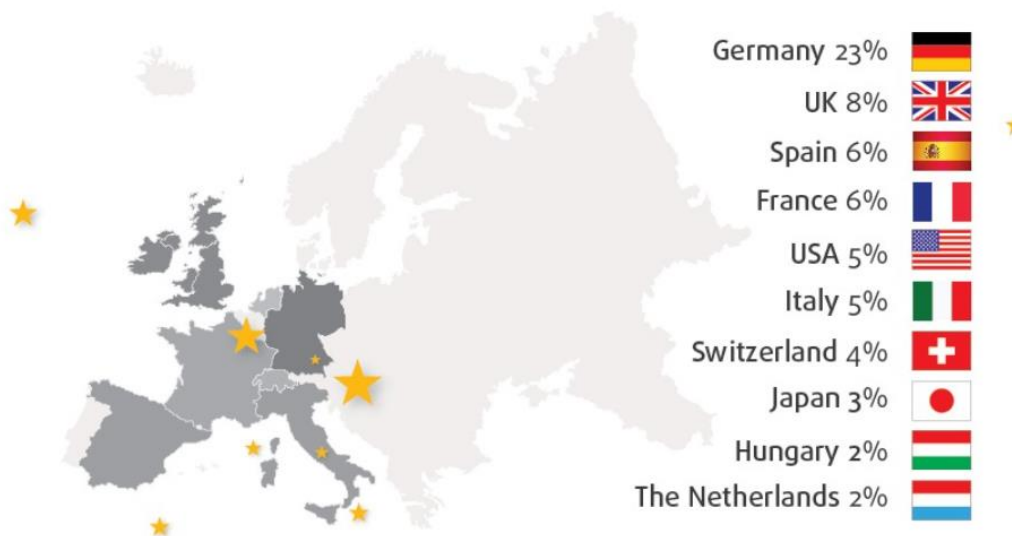 Germany 23%
UK 8%
Spain 6%
France 6%
USA 5%
Italy 5%
Switzerland 4%
Japan 3%
Hungary 2%
The Netherlands 2%